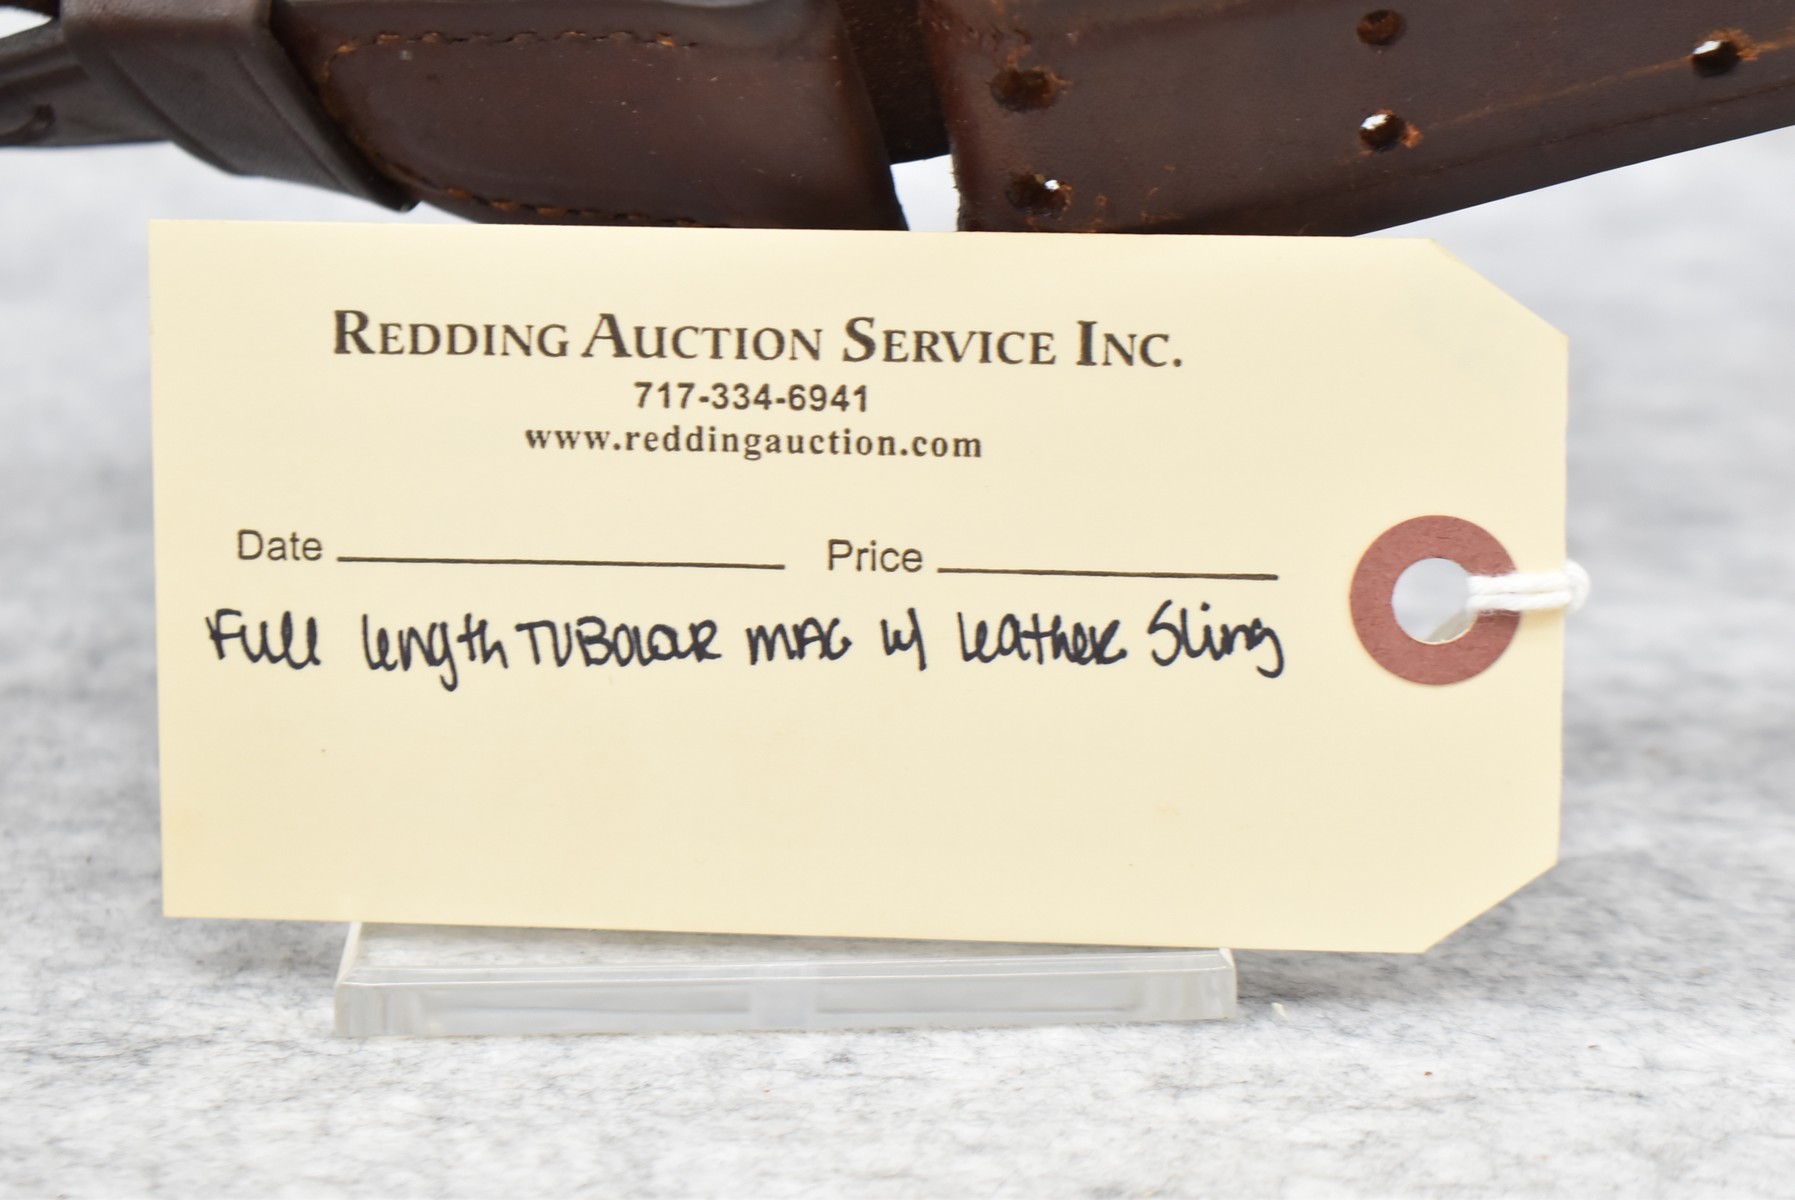 Redding Auction Service Inc.
717-334-6941
www.reddingauction.com
Date Price
Full length TUBOLAR MAG w/ Leather Sling